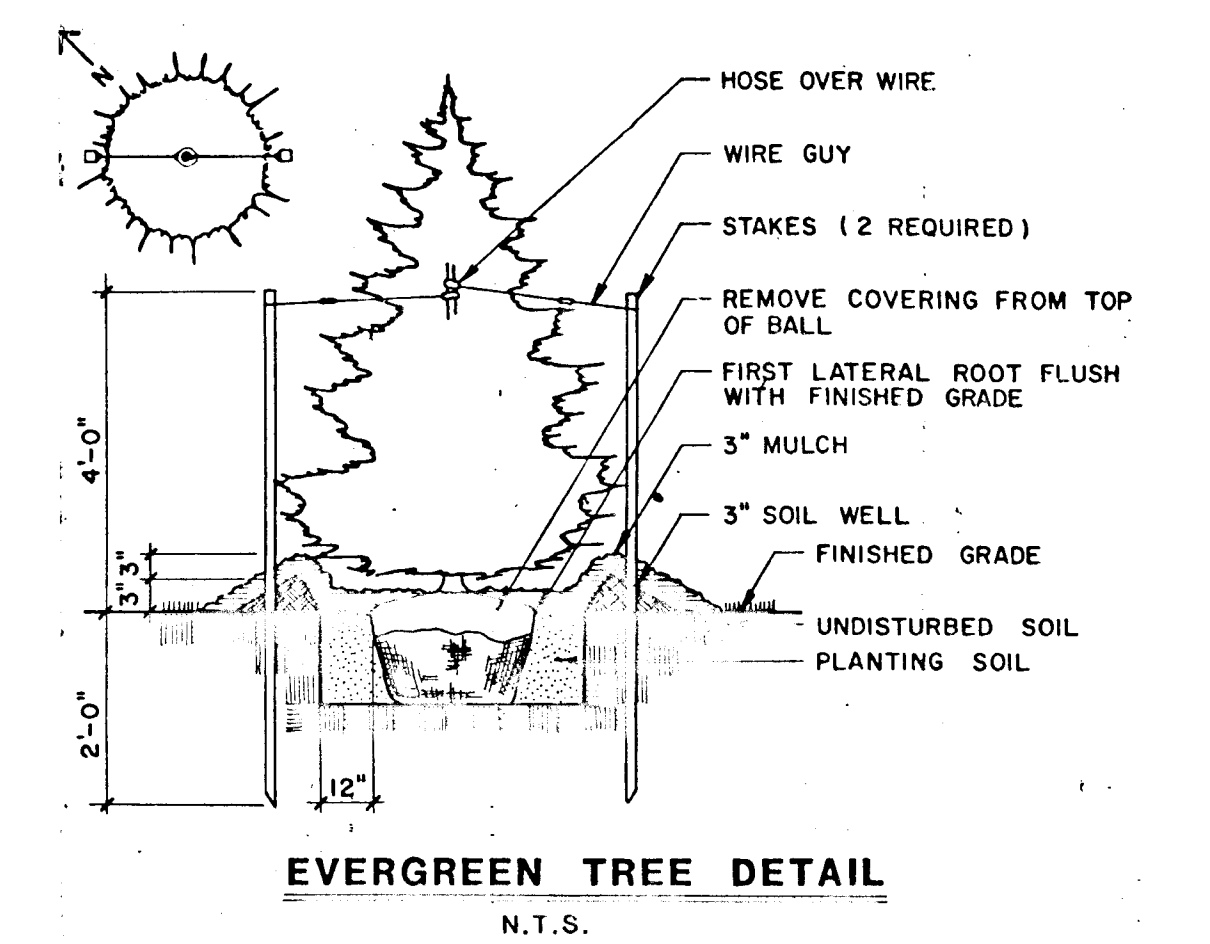 N
HOSE OVER WIRE
WIRE GUY
STAKES (2 REQUIRED)
REMOVE COVERING FROM TOP
OF BALL
FIRST LATERAL ROOT FLUSH
WITH FINISHED GRADE
3" MULCH
3" SOIL WELL
FINISHED GRADE
UNDISTURBED SOIL
PLANTING SOIL
4'-0"
3"
3"
2'-0"
12"
EVERGREEN TREE DETAIL
N.T.S.